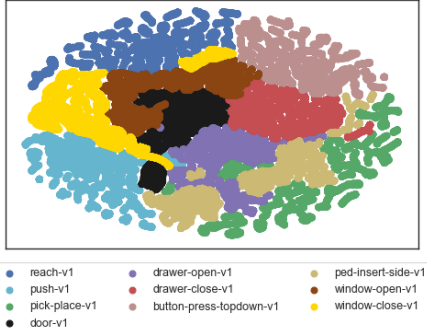 reach-v1
push-v1
pick-place-v1
door-v1
drawer-open-v1
drawer-close-v1
button-press-topdown-v1
ped-insert-side-v1
window-open-v1
window-close-v1